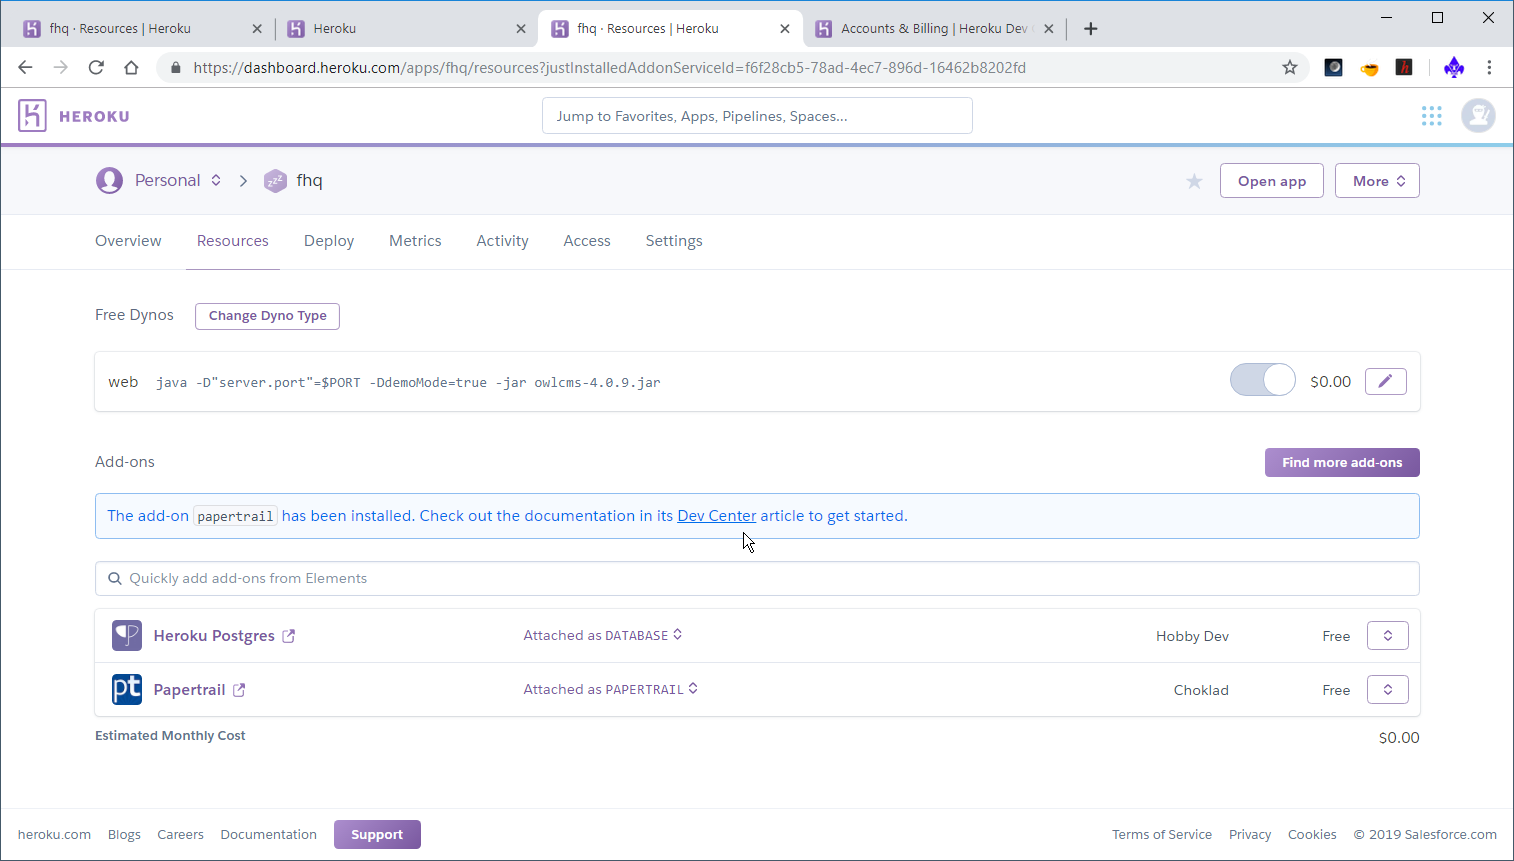 fhq · Resources | Heroku
Heroku
fhq · Resources | Heroku
Accounts & Billing | Heroku Dev
https://dashboard.heroku.com/apps/fhq/resources?justInstalledAddonServiceId=f6f28cb5-78ad-4ec7-896d-16462b8202fd
HEROKU
Jump to Favorites, Apps, Pipelines, Spaces...
Personal
zzz
fhq
Open app
More
Overview
Resources
Deploy
Metrics
Activity
Access
Settings
Free Dynos
Change Dyno Type
web java -D"server.port"=$PORT -DdemoMode=true -jar owlcms-4.0.9.jar
$0.00
Add-ons
Find more add-ons
The add-on papertrail has been installed. Check out the documentation in its Dev Center article to get started.
Quickly add add-ons from Elements
Heroku Postgres
Attached as DATABASE
Hobby Dev
Free
pt
Papertrail
Attached as PAPERTRAIL
Choklad
Free
Estimated Monthly Cost
$0.00
heroku.com
Blogs
Careers
Documentation
Support
Terms of Service
Privacy
Cookies
© 2019 Salesforce.com